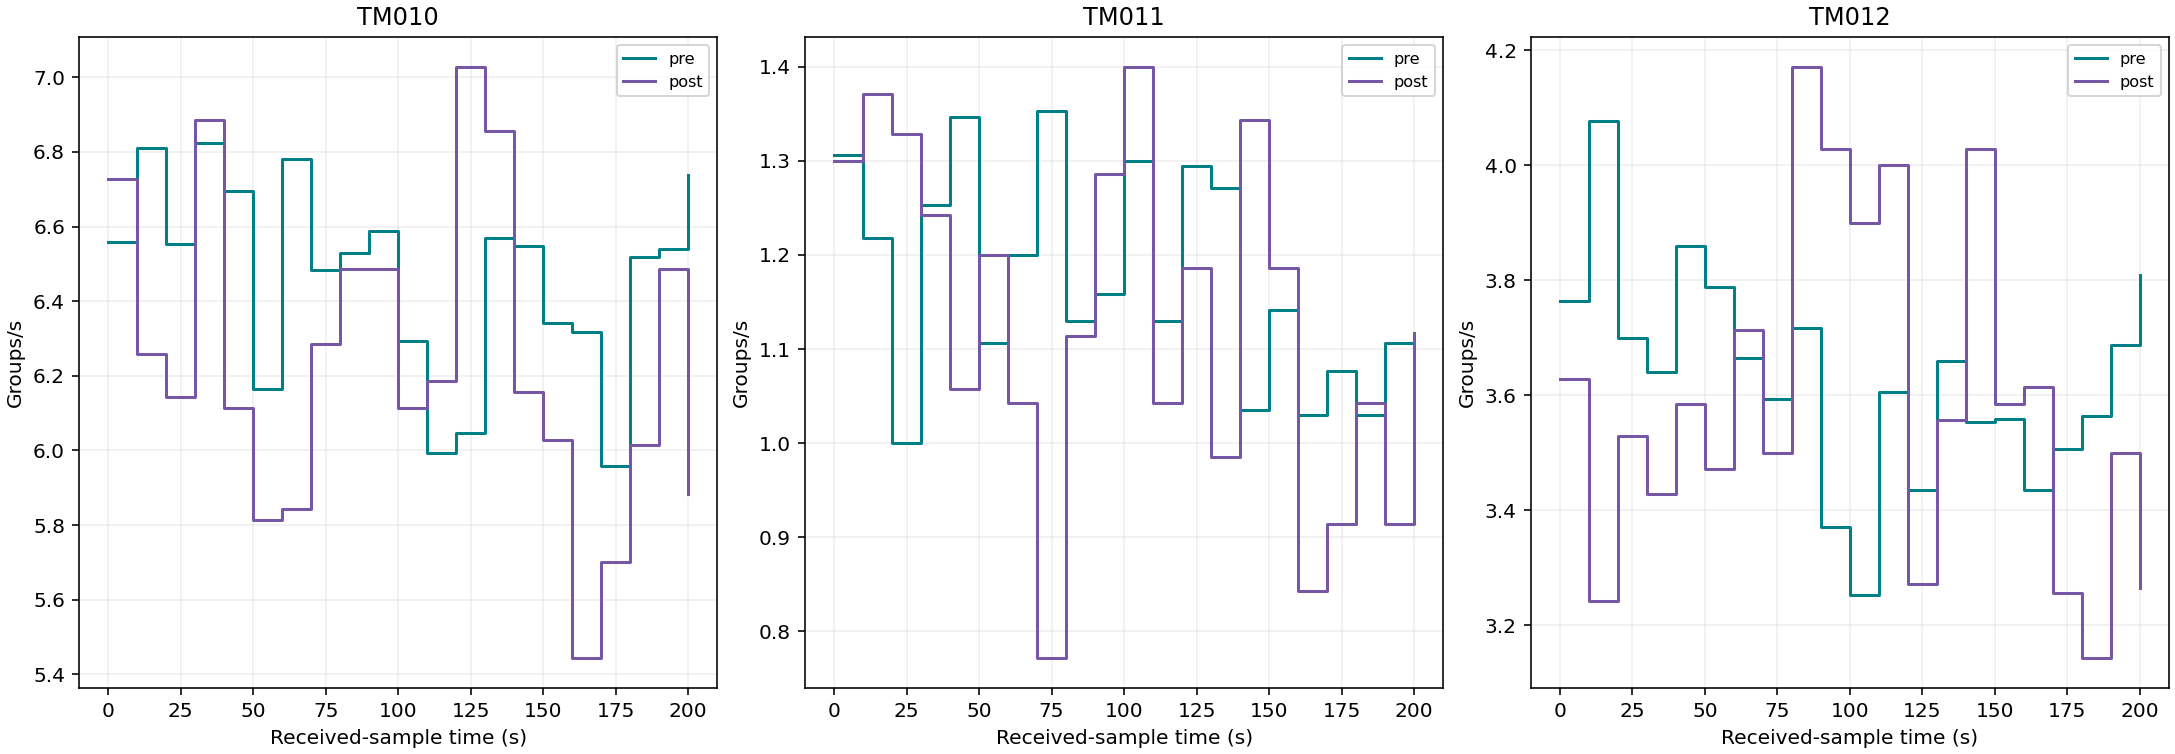 TM010
7.0
6.8
6.6
6.4
6.2
6.0
5.8
5.6
5.4
Groups/s
pre
post
0 25 50 75 100 125 150 175 200
Received-sample time (s)
TM011
1.4
1.3
1.2
1.1
1.0
0.9
0.8
Groups/s
pre
post
0 25 50 75 100 125 150 175 200
Received-sample time (s)
TM012
4.2
4.0
3.8
3.6
3.4
3.2
Groups/s
pre
post
0 25 50 75 100 125 150 175 200
Received-sample time (s)